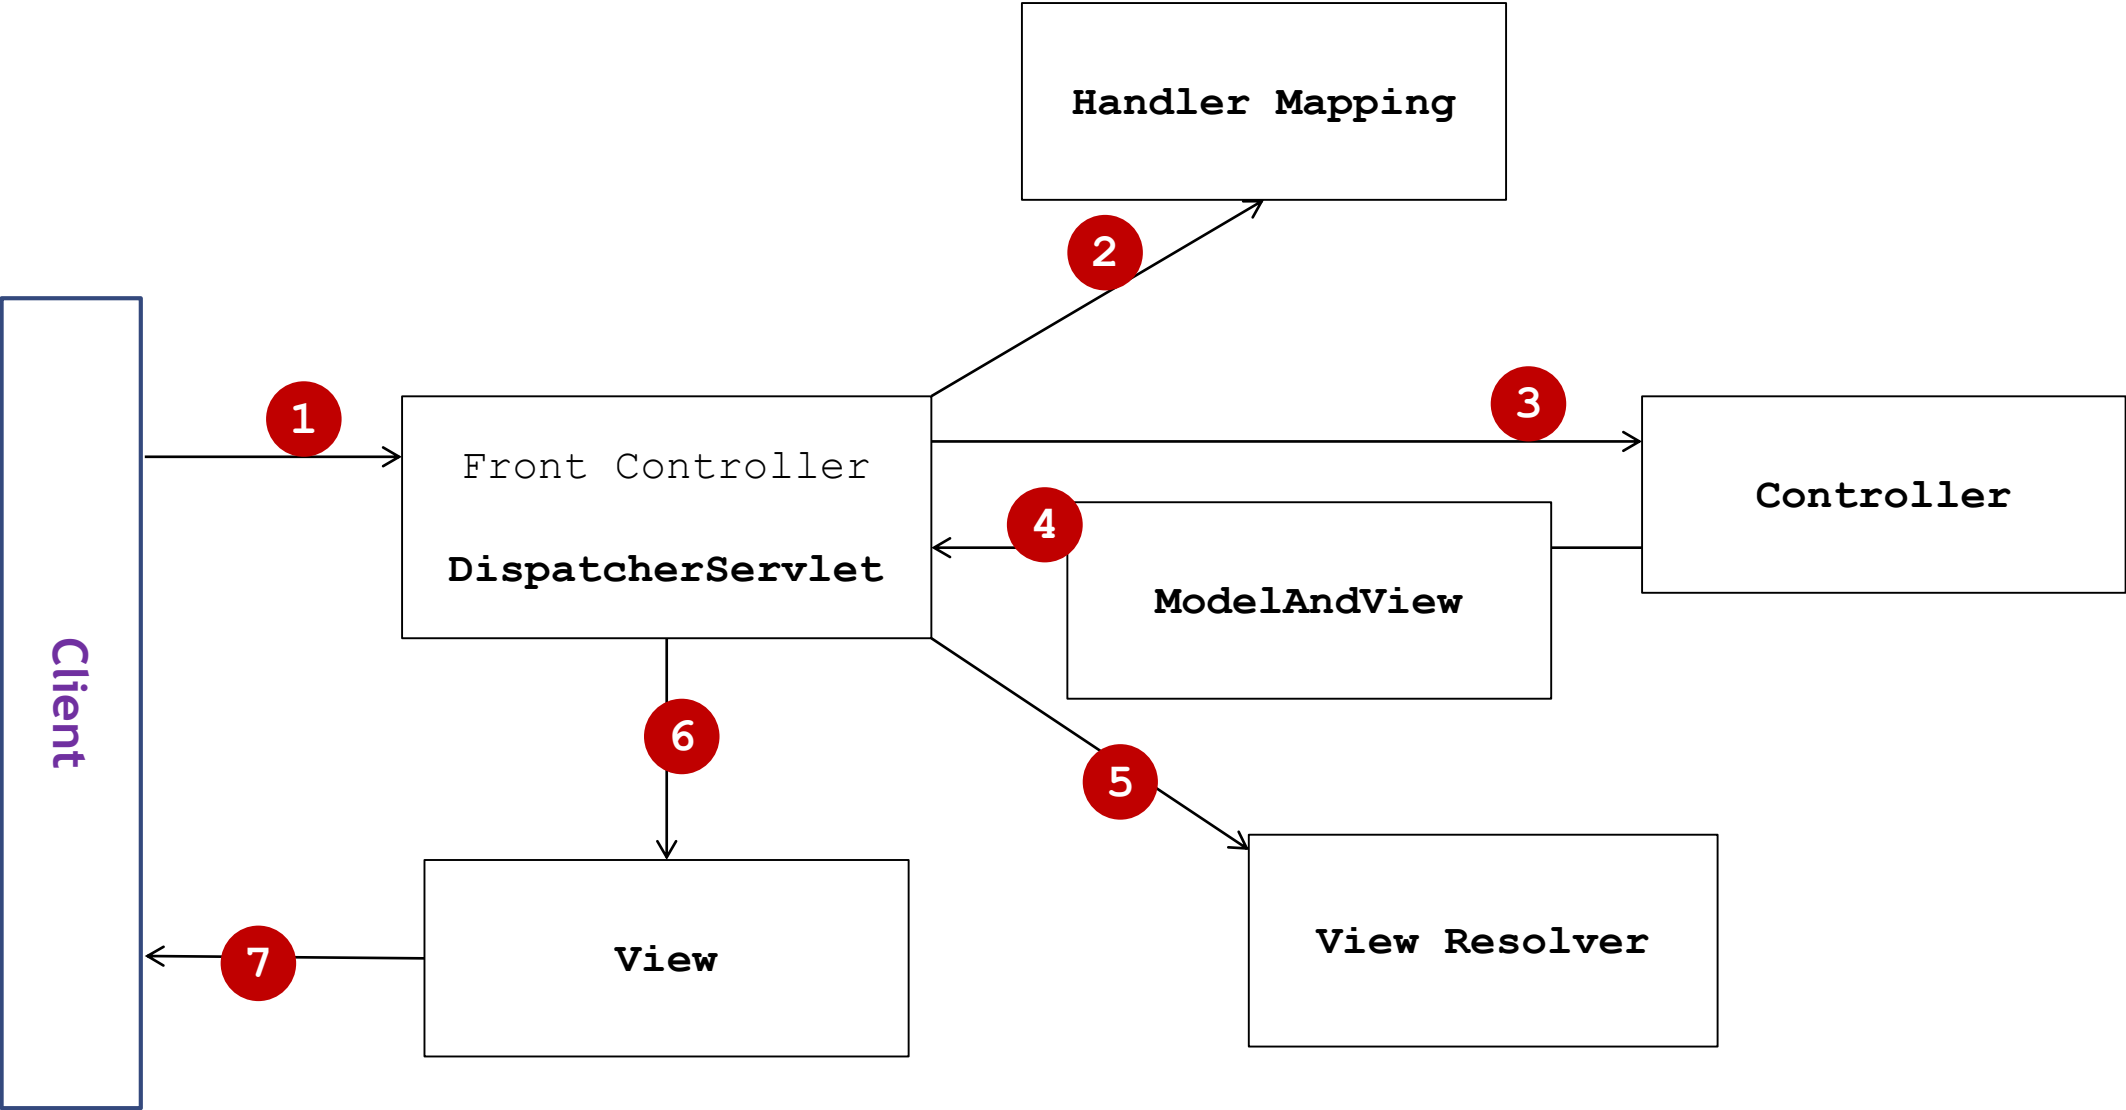 Handler Mapping
2
1
3
Front Controller
DispatcherServlet
Controller
4
ModelAndView
Client
6
5
View Resolver
7
View